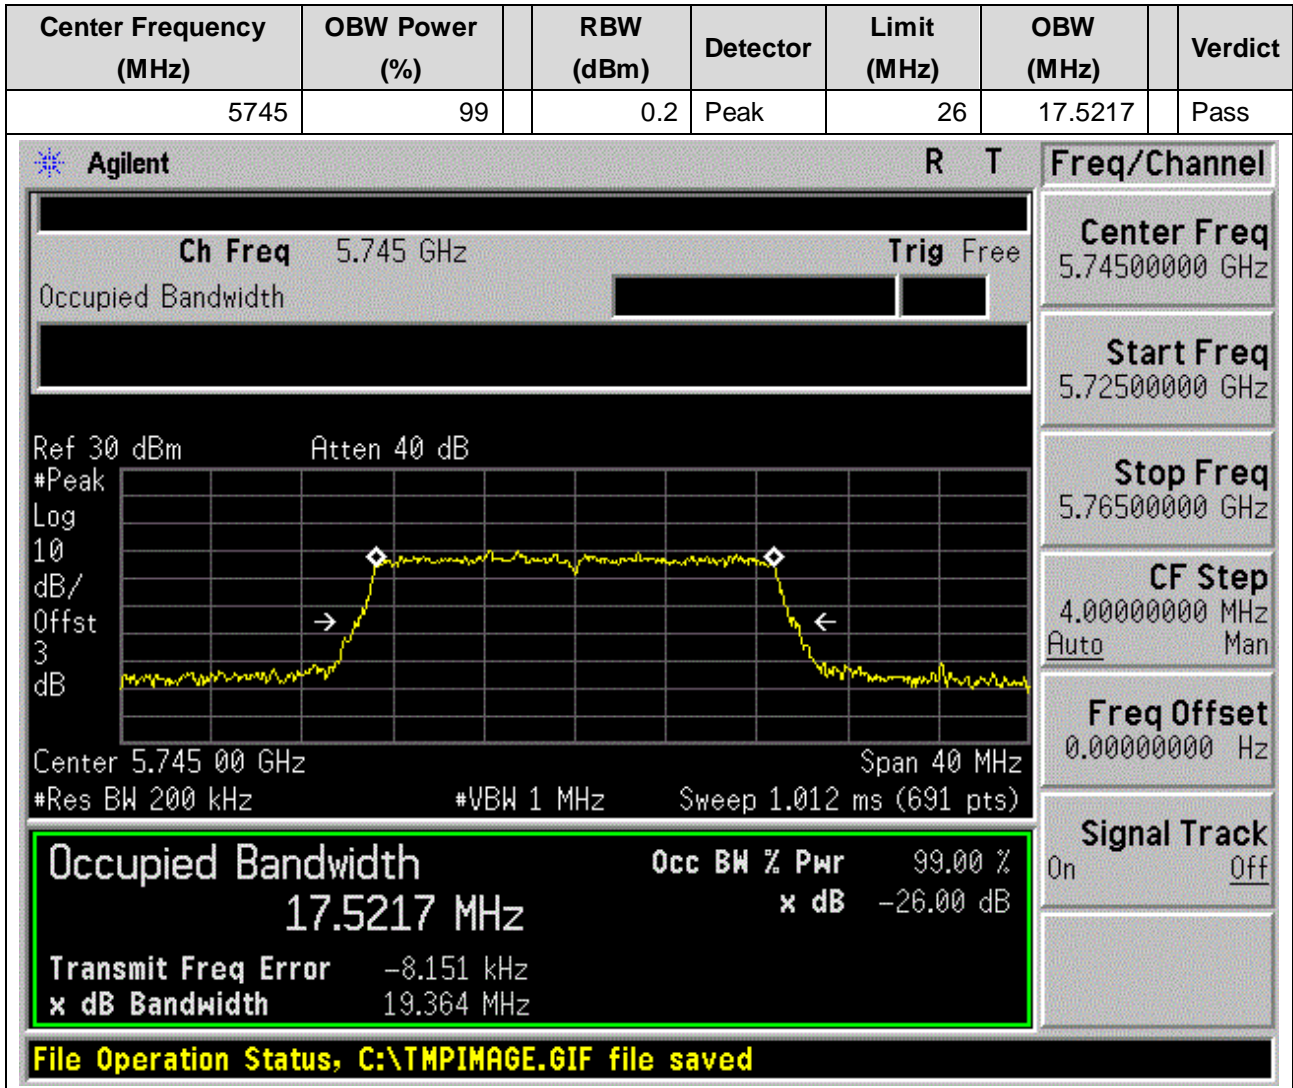 Center Frequency (MHz) OBW Power (%) RBW (dBm) Detector Limit (MHz) OBW (MHz) Verdict
5745 99 0.2 Peak 26 17.5217 Pass
Agilent R T Freq/Channel
Ch Freq 5.745 GHz Trig Free
Occupied Bandwidth
Center Freq
5.74500000 GHz
Start Freq
5.72500000 GHz
Stop Freq
5.76500000 GHz
CF Step
4.00000000 MHz
Auto Man
Freq Offset
0.00000000 Hz
Signal Track
On Off
Ref 30 dBm Atten 40 dB
#Peak
Log
10
dB/
Offst
3
dB
Center 5.745 00 GHz Span 40 MHz
#Res BW 200 kHz #VBW 1 MHz Sweep 1.012 ms (691 pts)
Occupied Bandwidth
17.5217 MHz
Occ BW % Pwr 99.00 %
x dB -26.00 dB
Transmit Freq Error -8.151 kHz
x dB Bandwidth 19.364 MHz
File Operation Status, C:\TMPIMAGE.GIF file saved